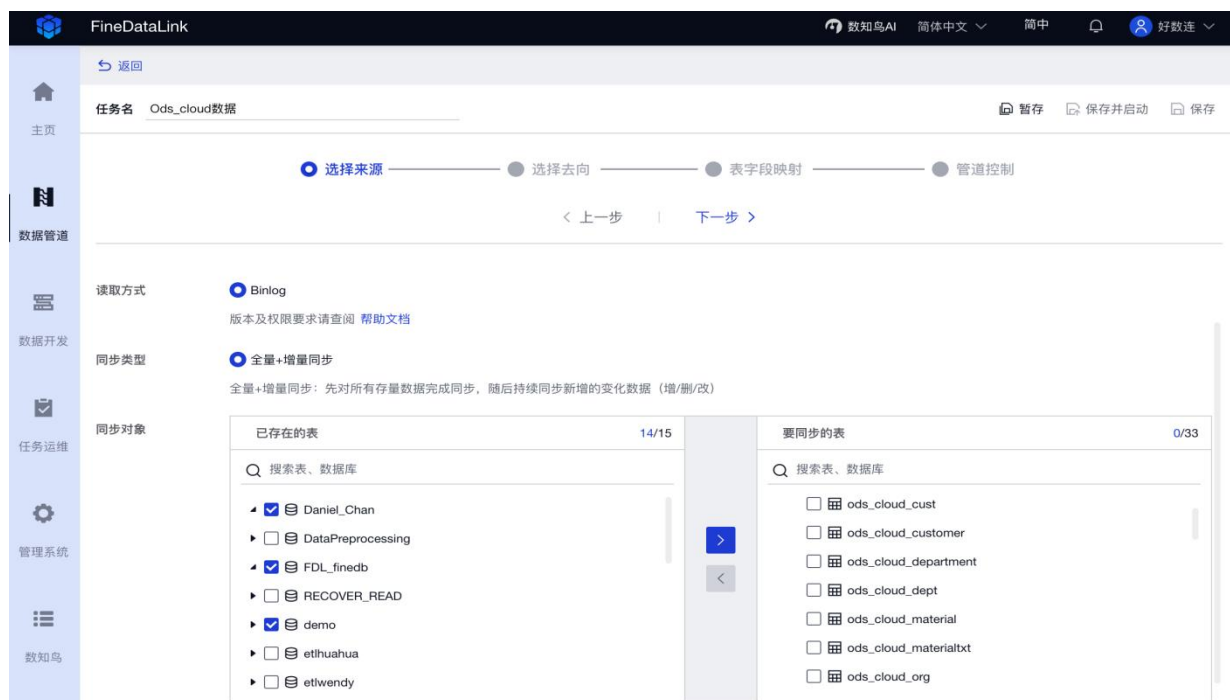 FineDataLink 数知鸟AI 简体中文 简中 好数连
返回
主页
数据管道
数据开发
任务运维
管理系统
数知鸟
任务名 Ods_cloud数据 暂存 保存并启动 保存
选择来源 选择去向 表字段映射 管道控制
上一步 下一步
读取方式 Binlog
版本及权限要求请查阅 帮助文档
同步类型 全量+增量同步
全量+增量同步：先对所有存量数据完成同步，随后持续同步新增的变化数据（增/删/改）
同步对象
已存在的表 14/15
搜索表、数据库
Daniel_Chan
DataPreprocessing
FDL_finedb
RECOVER_READ
demo
etlhuahua
etlwendy
要同步的表 0/33
搜索表、数据库
ods_cloud_cust
ods_cloud_customer
ods_cloud_department
ods_cloud_dept
ods_cloud_material
ods_cloud_materialtxt
ods_cloud_org